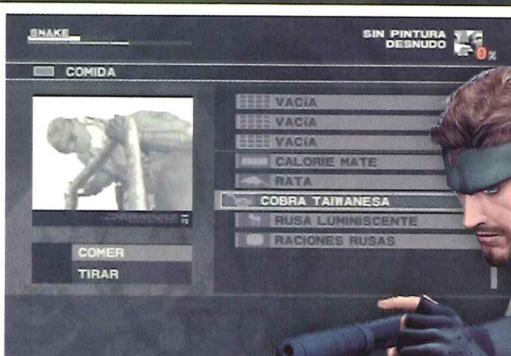 SNAKE
SIN PINTURA
DESNUDO
0%
COMIDA
VACÍA
VACÍA
VACÍA
CALORIE MATE
RATA
COBRA TAIWANESA
RUSA LUMINISCENTE
RACIONES RUSAS
COMER
TIRAR